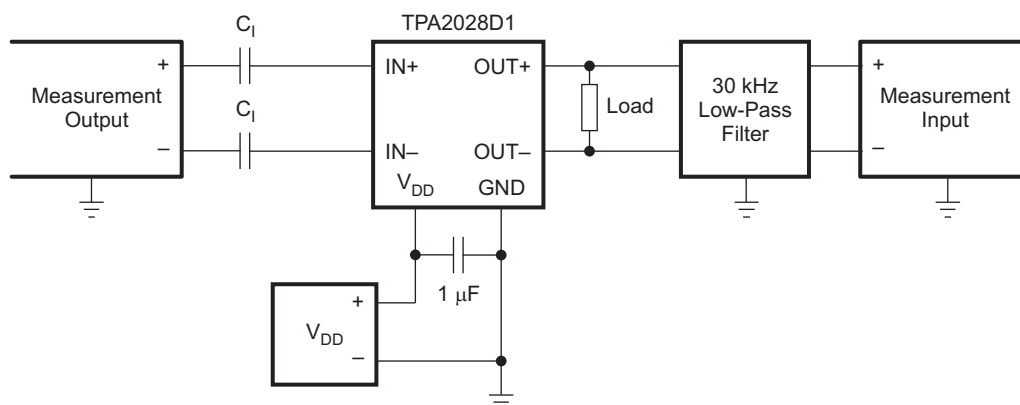 TPA2028D1
C_I
+
IN+
OUT+
+
Measurement
Output
Load
30 kHz
Low-Pass
Filter
Measurement
Input
C_I
–
IN–
OUT–
–
V_DD
GND
1 μF
+
V_DD
–